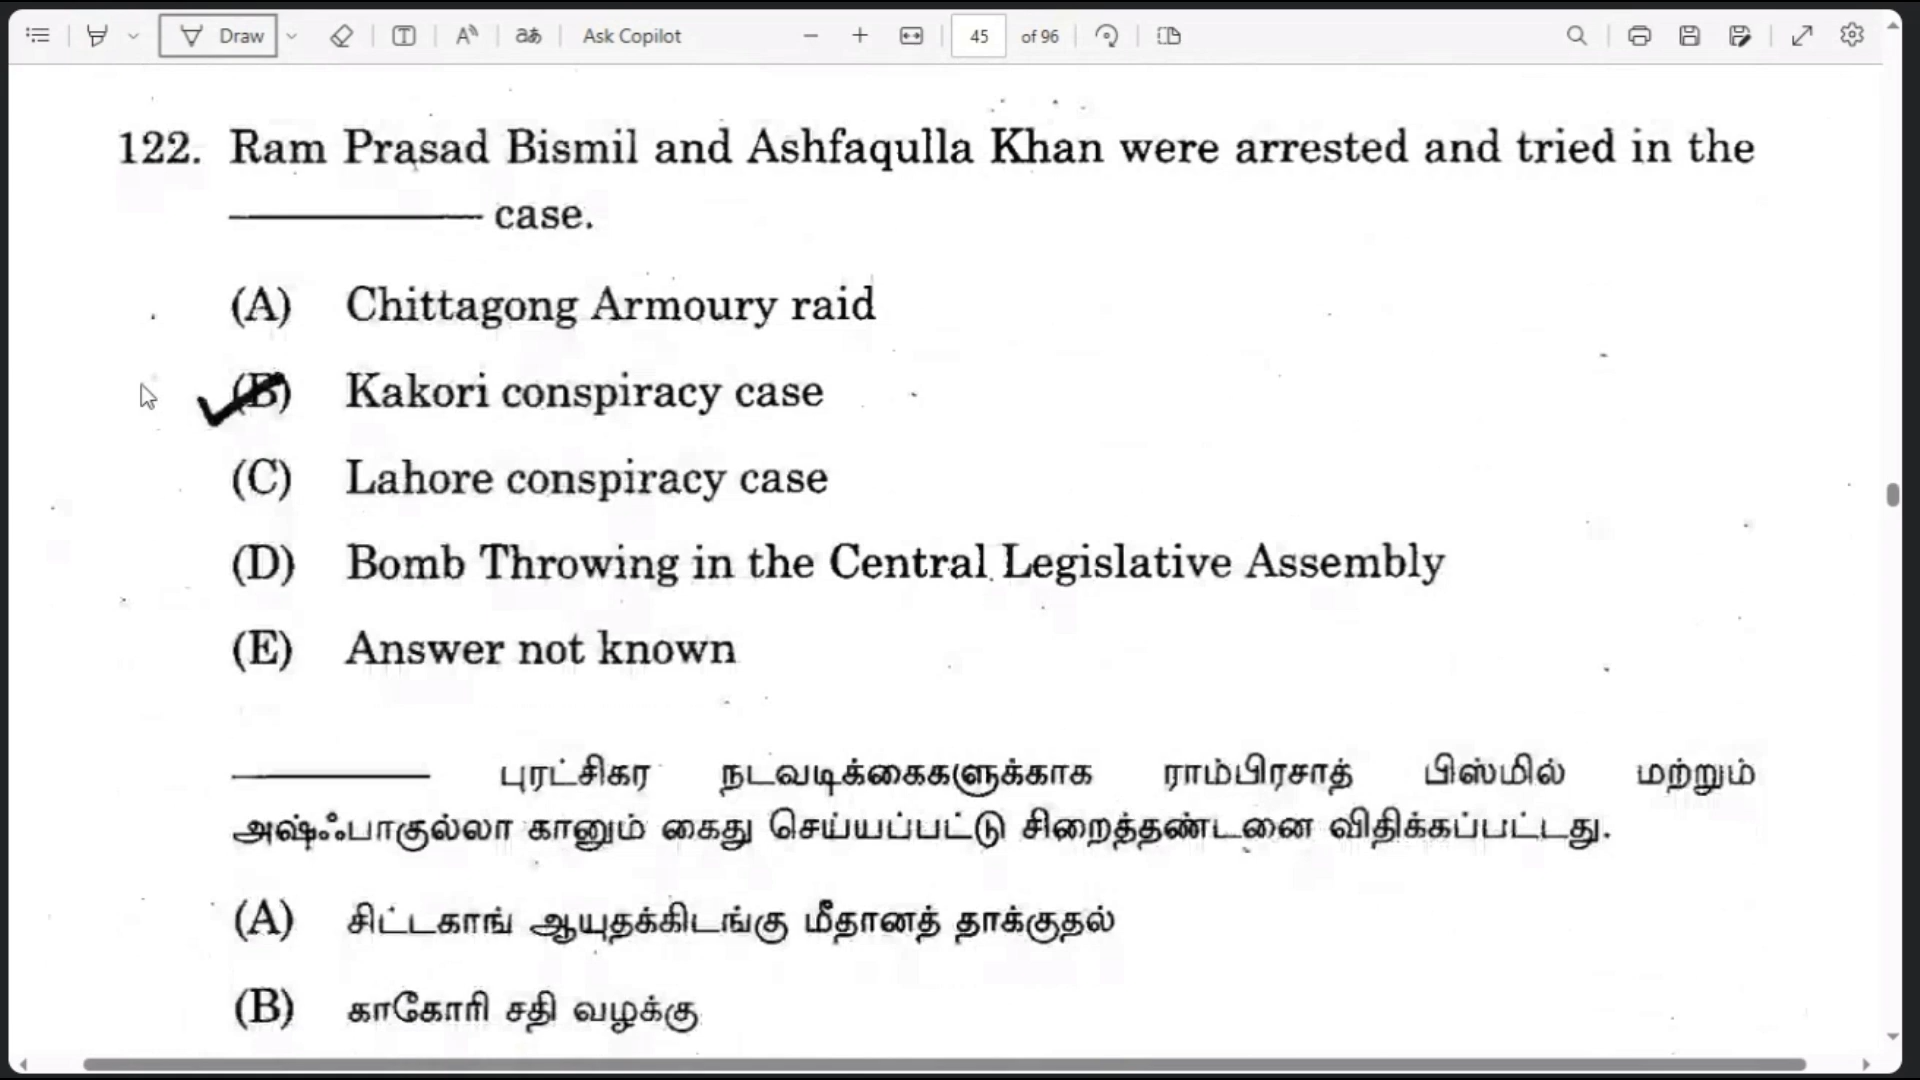 Draw
Ask Copilot
45 of 96
122. Ram Prasad Bismil and Ashfaqulla Khan were arrested and tried in the
case.
(A) Chittagong Armoury raid
(B) Kakori conspiracy case
(C) Lahore conspiracy case
(D) Bomb Throwing in the Central Legislative Assembly
(E) Answer not known
புரட்சிகர நடவடிக்கைகளுக்காக ராம்பிரசாத் பிஸ்மில் மற்றும்
அஷ்ஃபாகுல்லா கானும் கைது செய்யப்பட்டு சிறைத்தண்டனை விதிக்கப்பட்டது.
(A) சிட்டகாங் ஆயுதக்கிடங்கு மீதானத் தாக்குதல்
(B) காகோரி சதி வழக்கு